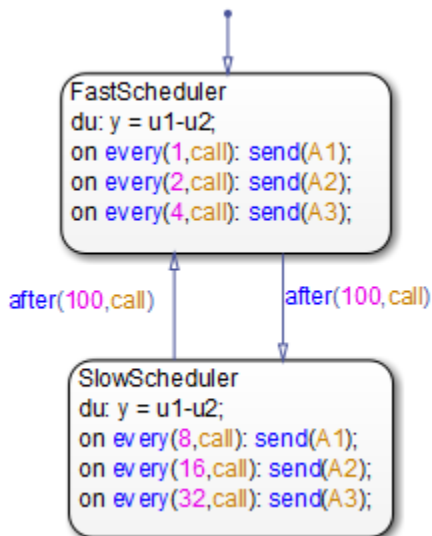 FastScheduler
du: y = u1-u2;
on every(1,call): send(A1);
on every(2,call): send(A2);
on every(4,call): send(A3);
after(100,call) after(100,call)
SlowScheduler
du: y = u1-u2;
on every(8,call): send(A1);
on every(16,call): send(A2);
on every(32,call): send(A3);